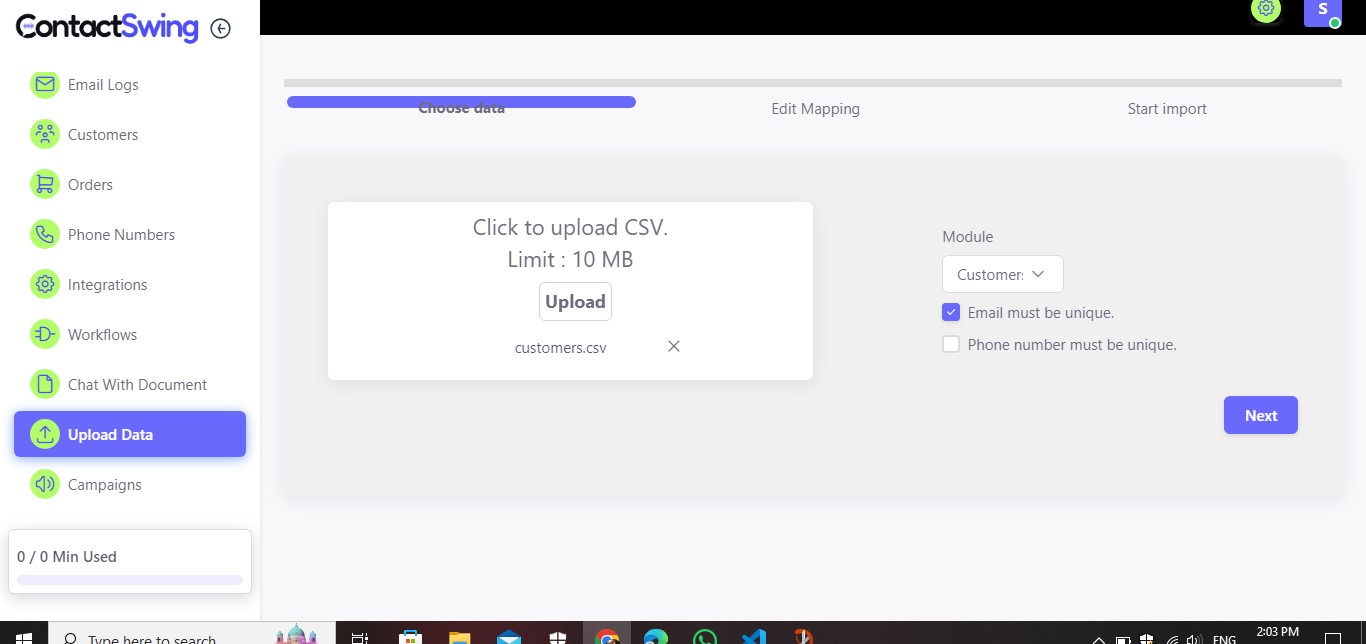 ContactSwing
S
Email Logs
Customers
Orders
Phone Numbers
Integrations
Workflows
Chat With Document
Upload Data
Campaigns
0 / 0 Min Used
Choose data
Edit Mapping
Start import
Click to upload CSV.
Limit : 10 MB
Upload
customers.csv
Module
Customer
Email must be unique.
Phone number must be unique.
Next
Type here to search
ENG
2:03 PM